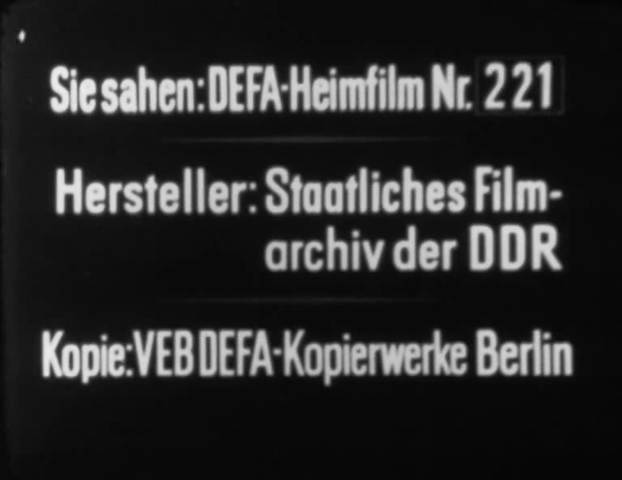 Sie sahen: DEFA-Heimfilm Nr. 221
Hersteller: Staatliches Film-
archiv der DDR
Kopie: VEB DEFA-Kopierwerke Berlin